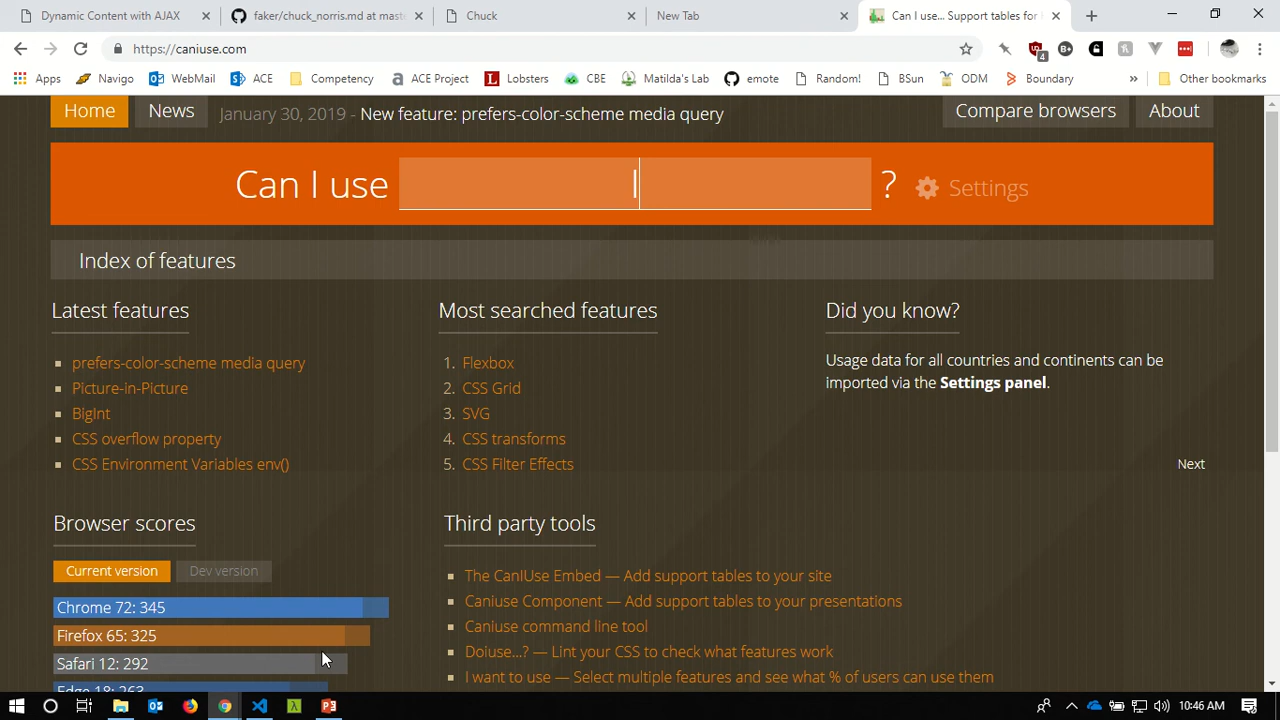 Dynamic Content with AJAX
faker/chuck_norris.md at maste
Chuck
New Tab
Can I use... Support tables for
https://caniuse.com
4
Apps
Navigo
WebMail
ACE
Competency
ACE Project
Lobsters
CBE
Matilda's Lab
emote
Random!
BSun
ODM
Boundary
»
Other bookmarks
Home
News
January 30, 2019 - New feature: prefers-color-scheme media query
Compare browsers
About
Can I use l ?
Settings
Index of features
Latest features
prefers-color-scheme media query
Picture-in-Picture
BigInt
CSS overflow property
CSS Environment Variables env()
Most searched features
1. Flexbox
2. CSS Grid
3. SVG
4. CSS transforms
5. CSS Filter Effects
Did you know?
Usage data for all countries and continents can be
imported via the Settings panel.
Next
Browser scores
Current version
Dev version
Chrome 72: 345
Firefox 65: 325
Safari 12: 292
Edge 18: 263
Third party tools
The CanIUse Embed — Add support tables to your site
Caniuse Component — Add support tables to your presentations
Caniuse command line tool
Doiuse...? — Lint your CSS to check what features work
I want to use — Select multiple features and see what % of users can use them
10:46 AM